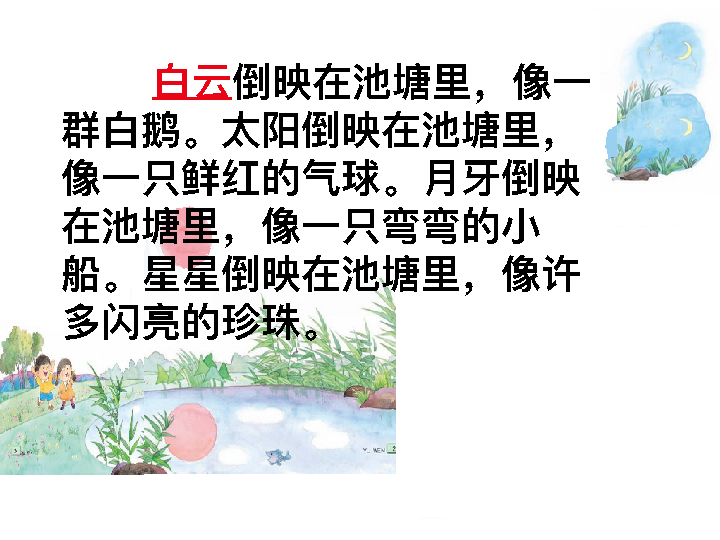 白云倒映在池塘里，像一
群白鹅。太阳倒映在池塘里，
像一只鲜红的气球。月牙倒映
在池塘里，像一只弯弯的小
船。星星倒映在池塘里，像许
多闪亮的珍珠。